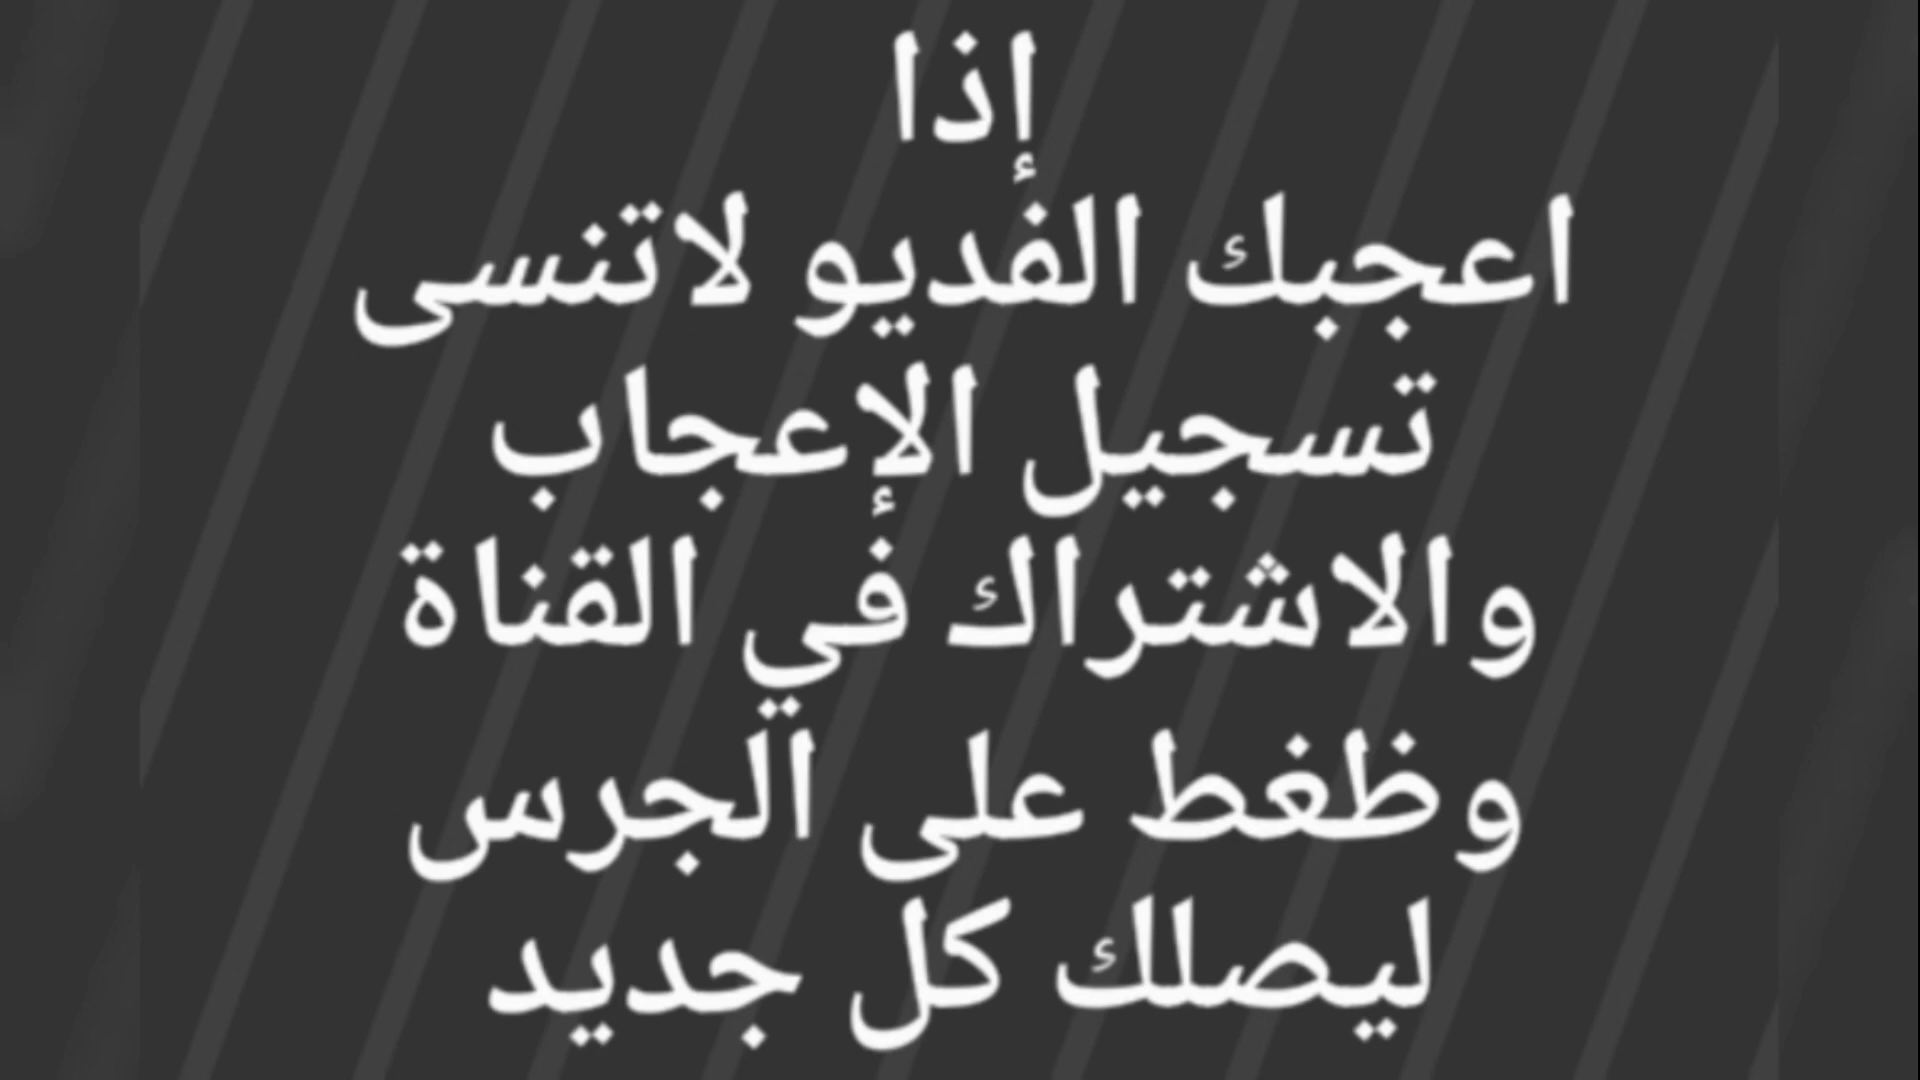 إذا
اعجبك الفديو لاتنسى
تسجيل الإعجاب
والاشتراك في القناة
وظغط على الجرس
ليصلك كل جديد